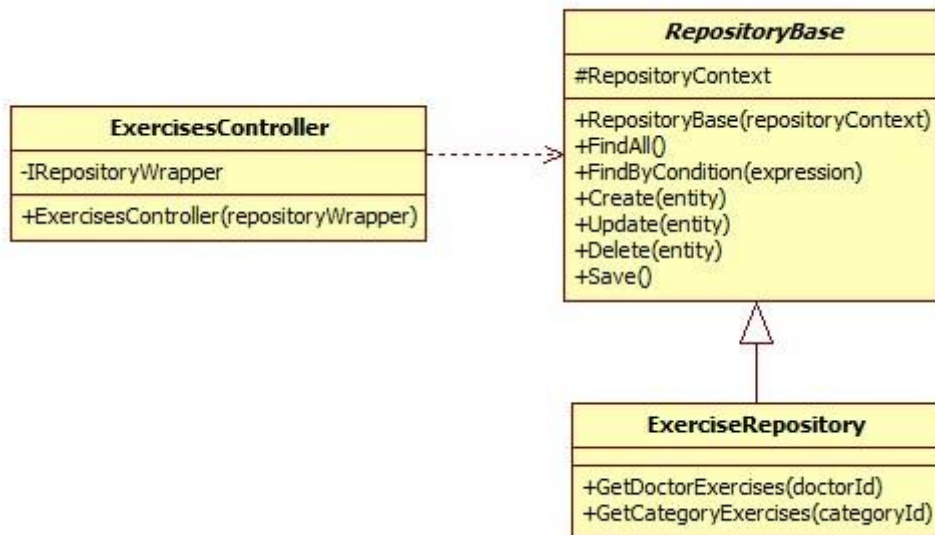 RepositoryBase
#RepositoryContext
+RepositoryBase(repositoryContext)
+FindAll()
+FindByCondition(expression)
+Create(entity)
+Update(entity)
+Delete(entity)
+Save()
ExercisesController
-IRepositoryWrapper
+ExercisesController(repositoryWrapper)
ExerciseRepository
+GetDoctorExercises(doctorId)
+GetCategoryExercises(categoryId)